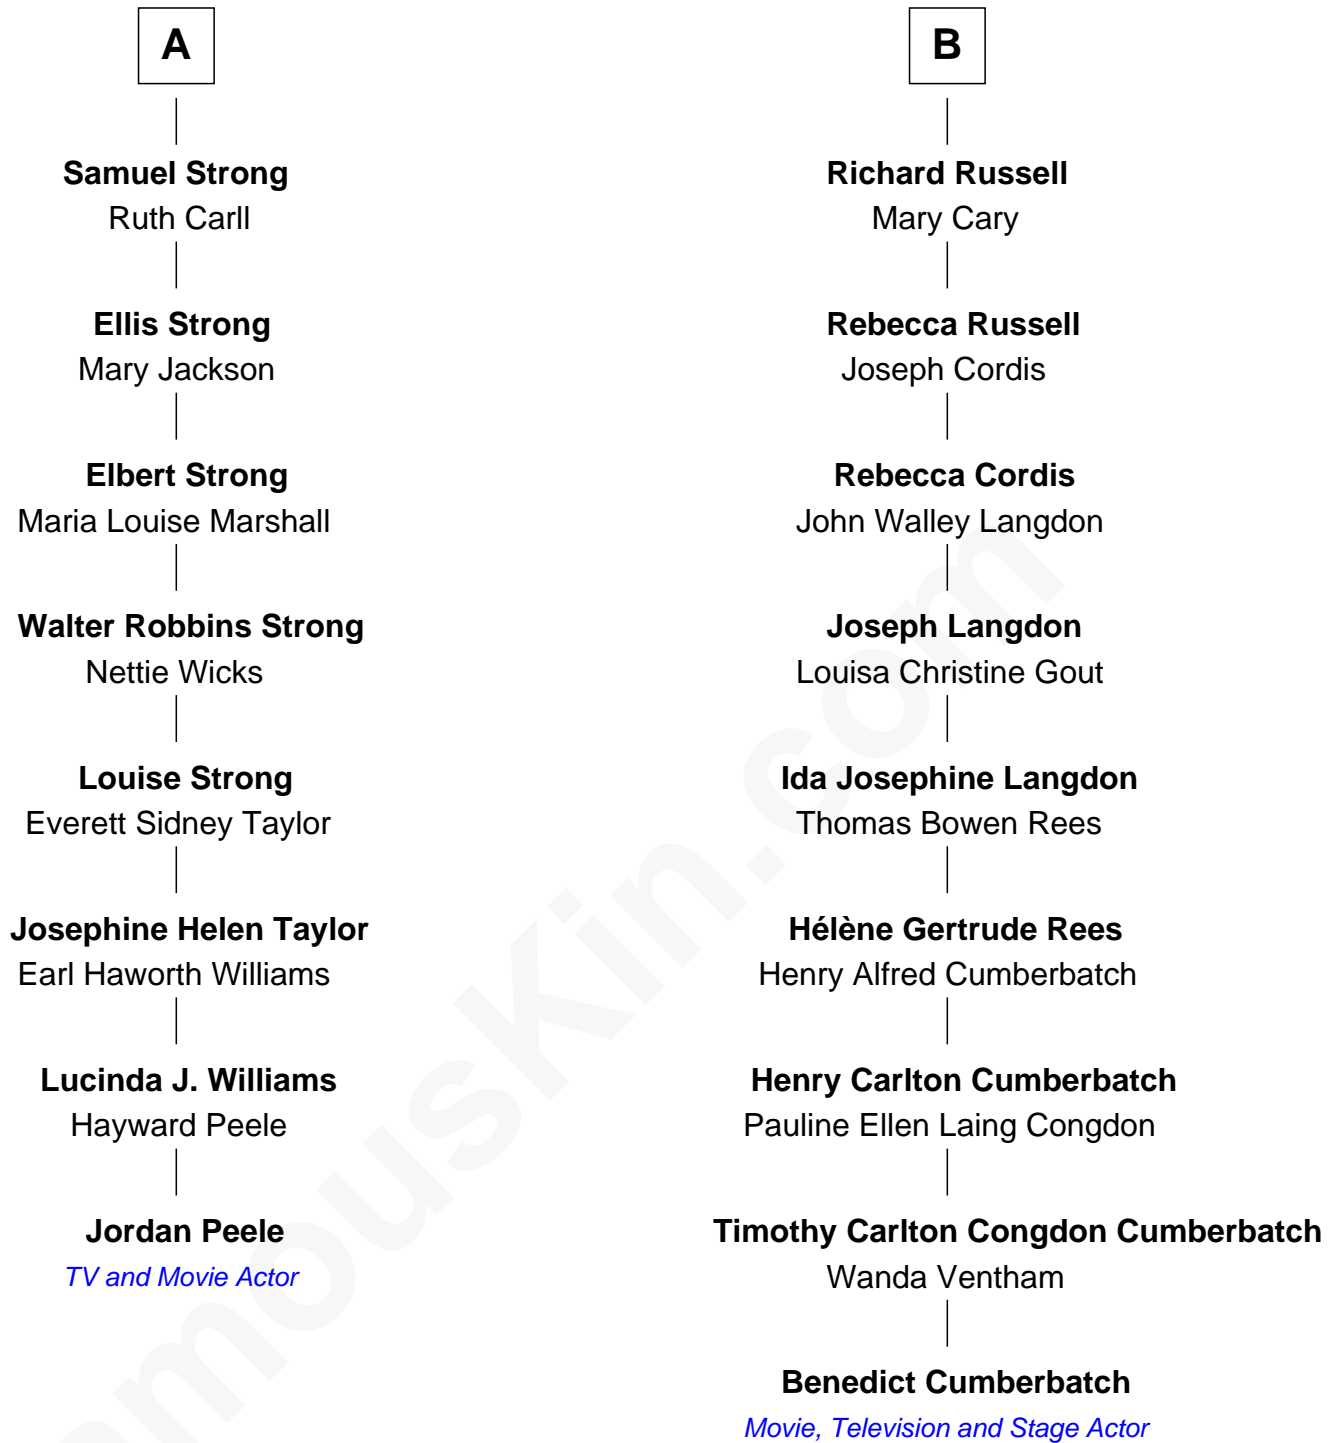 A
Samuel Strong
Ruth Carll
Ellis Strong
Mary Jackson
Elbert Strong
Maria Louise Marshall
Walter Robbins Strong
Nettie Wicks
Louise Strong
Everett Sidney Taylor
Josephine Helen Taylor
Earl Haworth Williams
Lucinda J. Williams
Hayward Peele
Jordan Peele
TV and Movie Actor
B
Richard Russell
Mary Cary
Rebecca Russell
Joseph Cordis
Rebecca Cordis
John Walley Langdon
Joseph Langdon
Louisa Christine Gout
Ida Josephine Langdon
Thomas Bowen Rees
Hélène Gertrude Rees
Henry Alfred Cumberbatch
Henry Carlton Cumberbatch
Pauline Ellen Laing Congdon
Timothy Carlton Congdon Cumberbatch
Wanda Ventham
Benedict Cumberbatch
Movie, Television and Stage Actor
amousKin.com